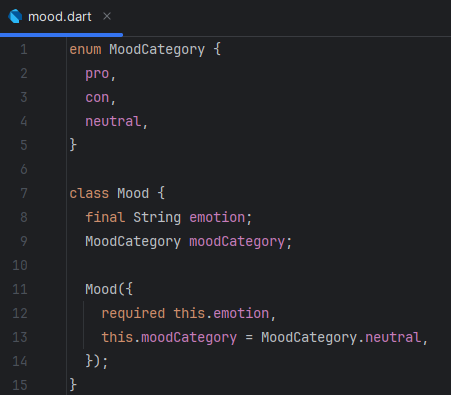 mood.dart
1 enum MoodCategory {
2   pro,
3   con,
4   neutral,
5 }
6
7 class Mood {
8   final String emotion;
9   MoodCategory moodCategory;
10
11   Mood({
12     required this.emotion,
13     this.moodCategory = MoodCategory.neutral,
14   });
15 }